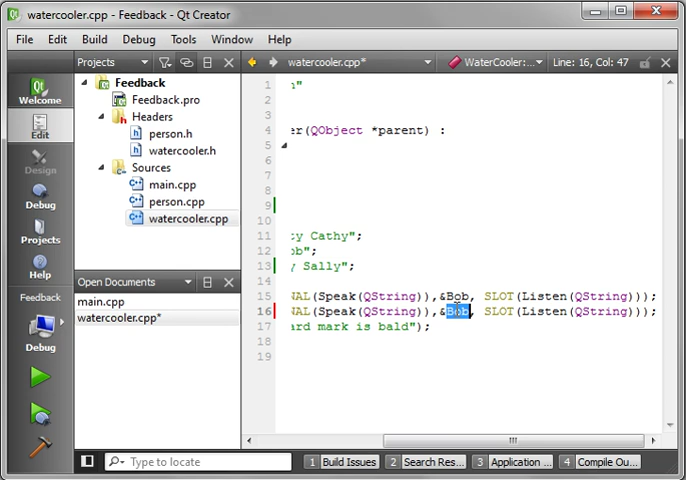 watercooler.cpp - Feedback - Qt Creator
File Edit Build Debug Tools Window Help
Projects watercooler.cpp* WaterCooler:... Line: 16, Col: 47
Welcome
Edit
Design
Debug
Projects
Help
Feedback
Debug
Feedback
Feedback.pro
Headers
person.h
watercooler.h
Sources
main.cpp
person.cpp
watercooler.cpp
Open Documents
main.cpp
watercooler.cpp*
1 n"
2
3
4 er(QObject *parent) :
5
6
7
8
9
10
11 cy Cathy";
12 ob";
13 y Sally";
14
15 NAL(Speak(QString)),&Bob, SLOT(Listen(QString)));
16 NAL(Speak(QString)),&Bob, SLOT(Listen(QString)));
17 ard mark is bald");
18
19
Type to locate 1 Build Issues 2 Search Res... 3 Application ... 4 Compile Ou...